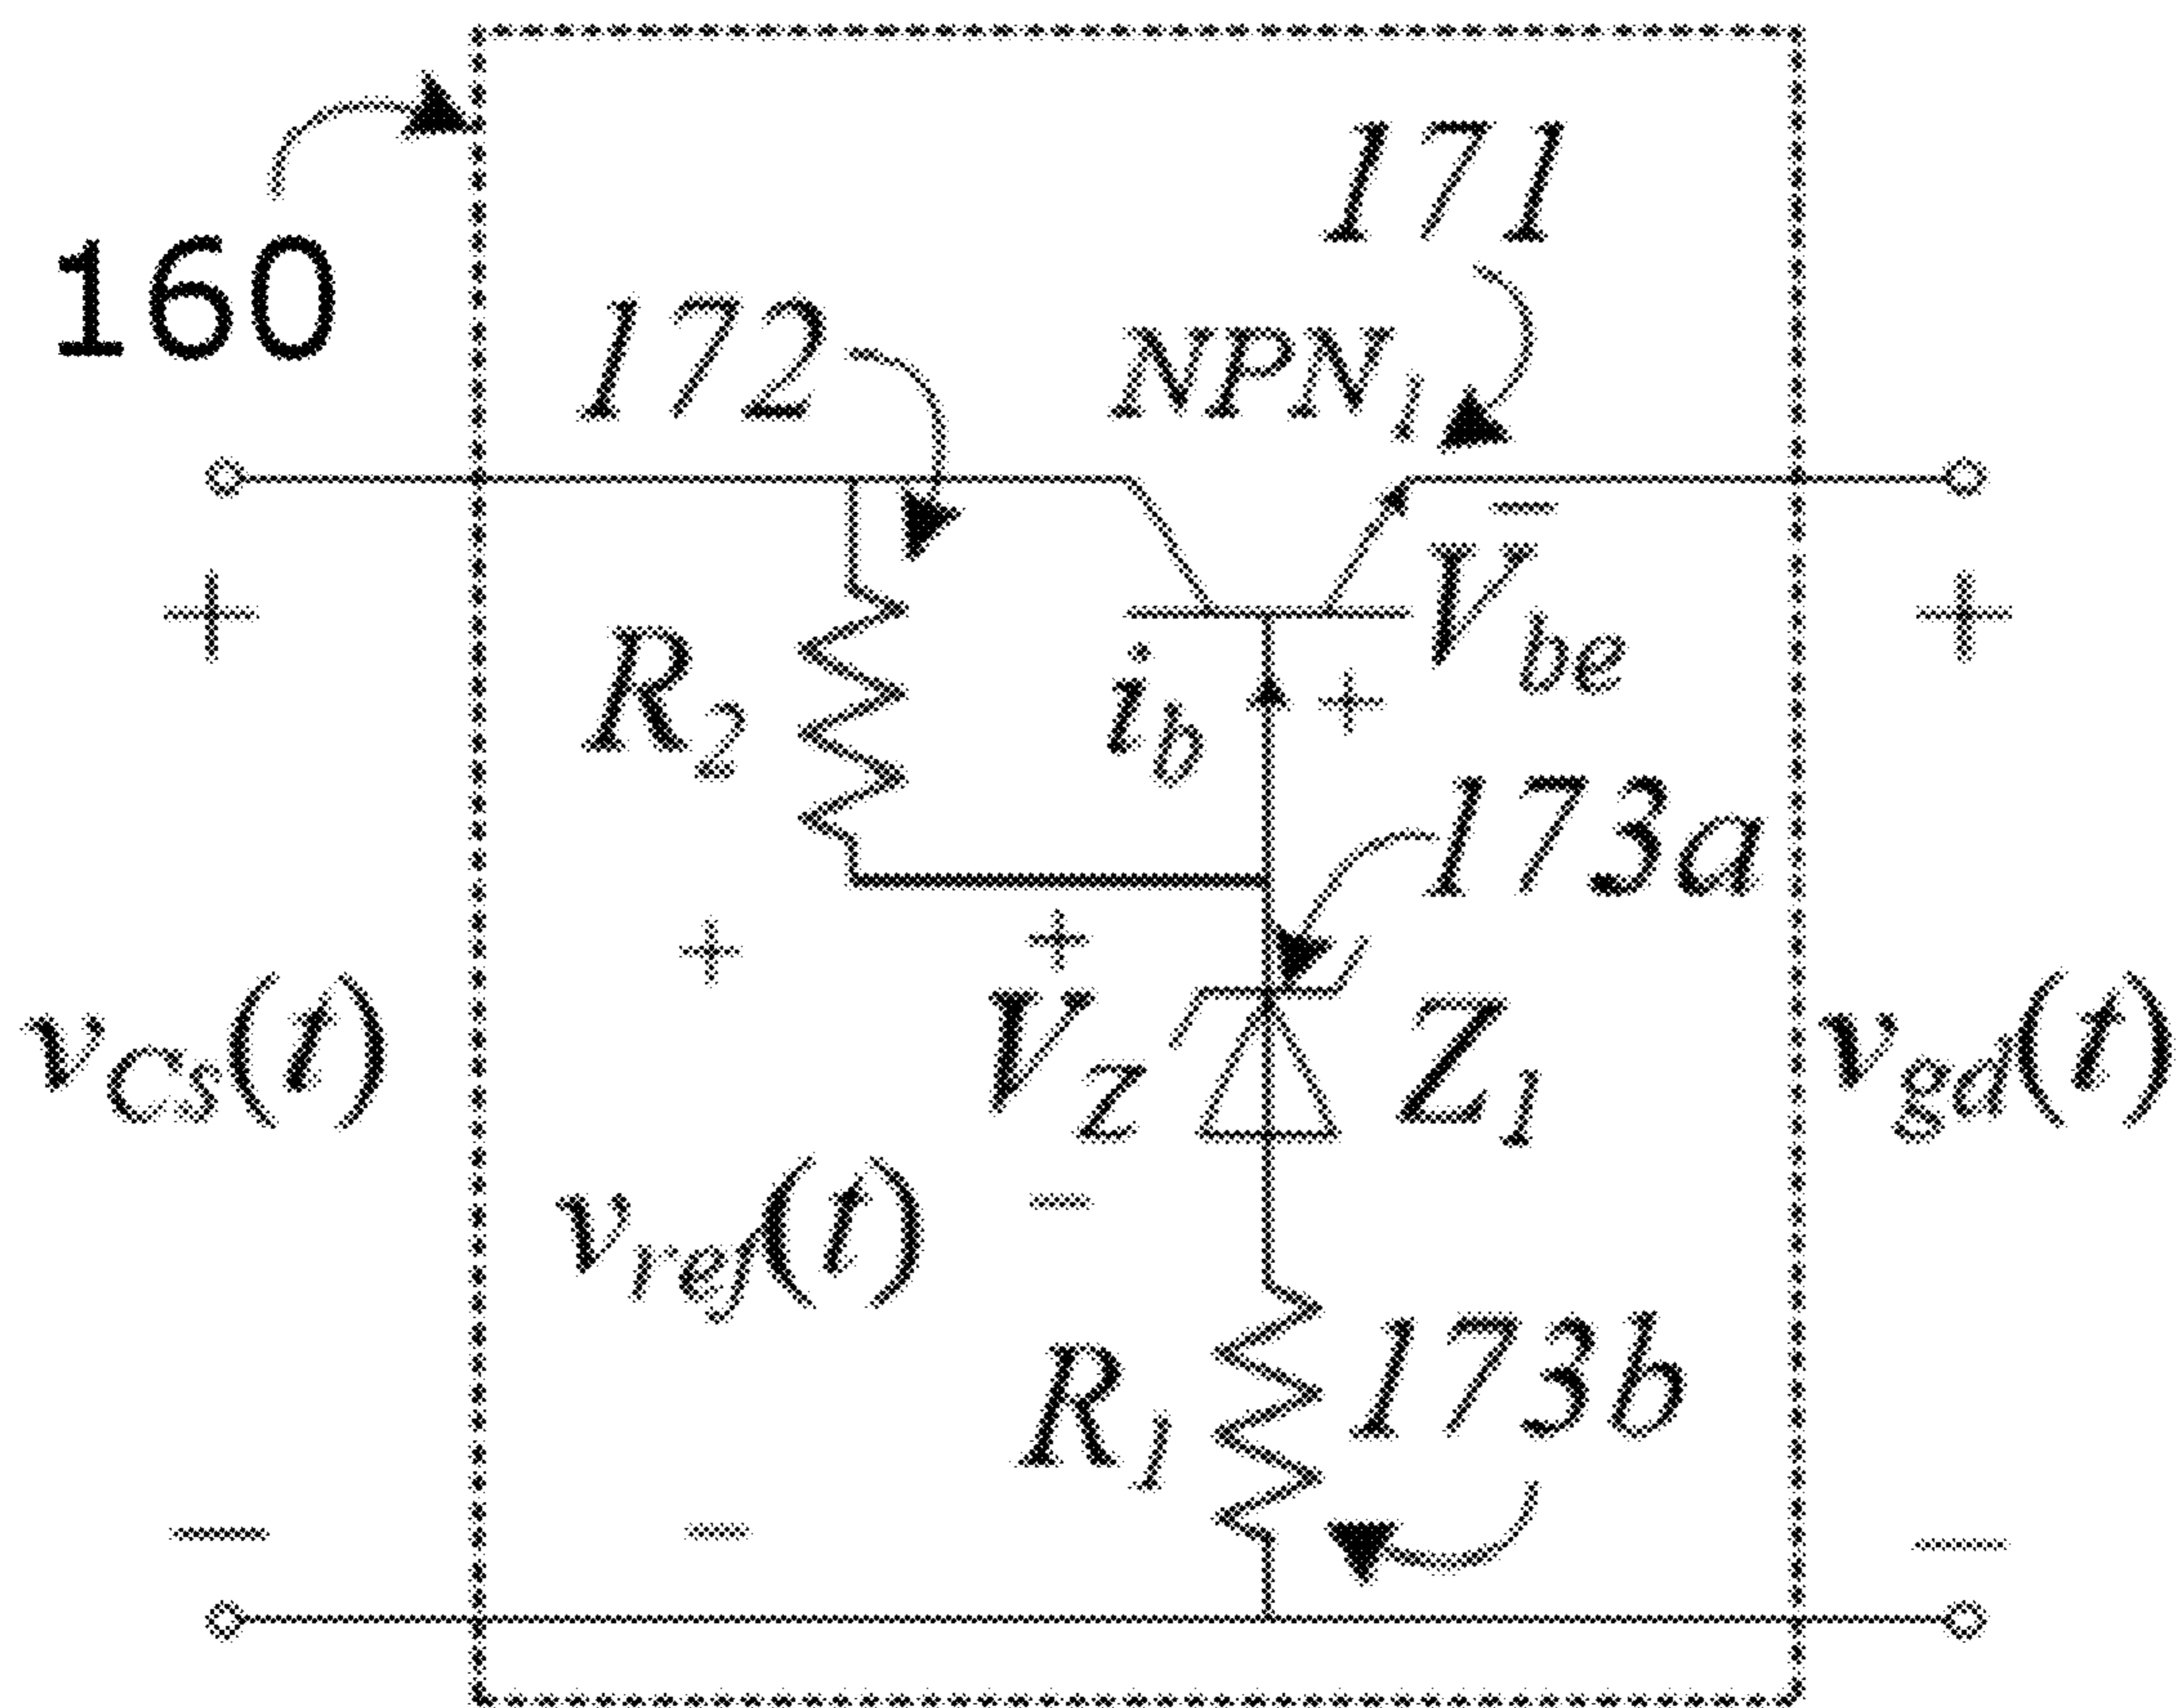 171
160
172
NPN1
−
+
Vbe
+
R2
ib
+
173a
+
+
vCs(t)
VZ
Z1
vgd(t)
vref(t)
−
R1
173b
−
−
−